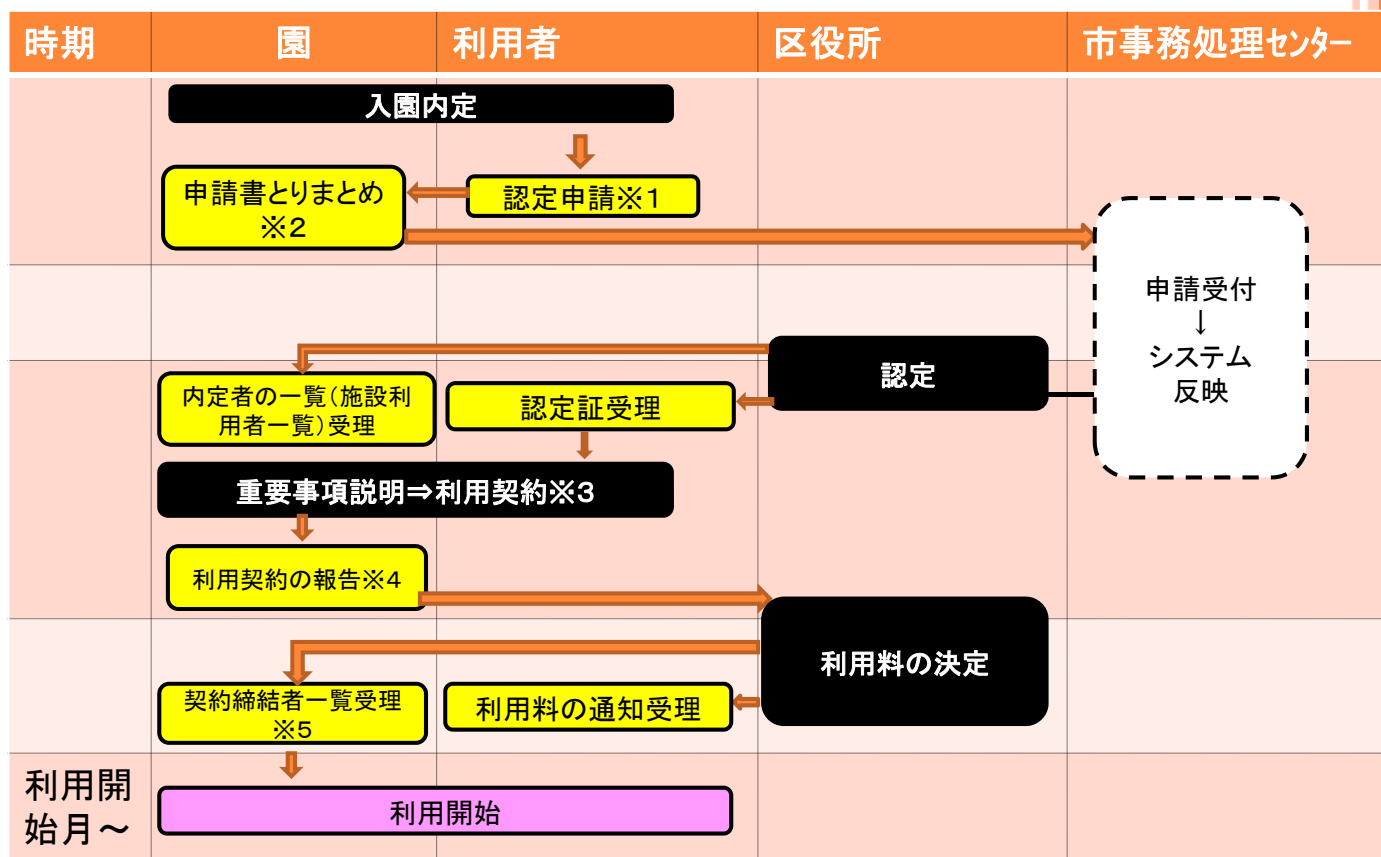 時期
園
利用者
区役所
市事務処理センター
入園内定
申請書とりまとめ
※2
認定申請※1
申請受付
↓
システム
反映
認定
内定者の一覧（施設利
用者一覧）受理
認定証受理
重要事項説明⇒利用契約※3
利用契約の報告※4
利用料の決定
契約締結者一覧受理
※5
利用料の通知受理
利用開
始月～
利用開始